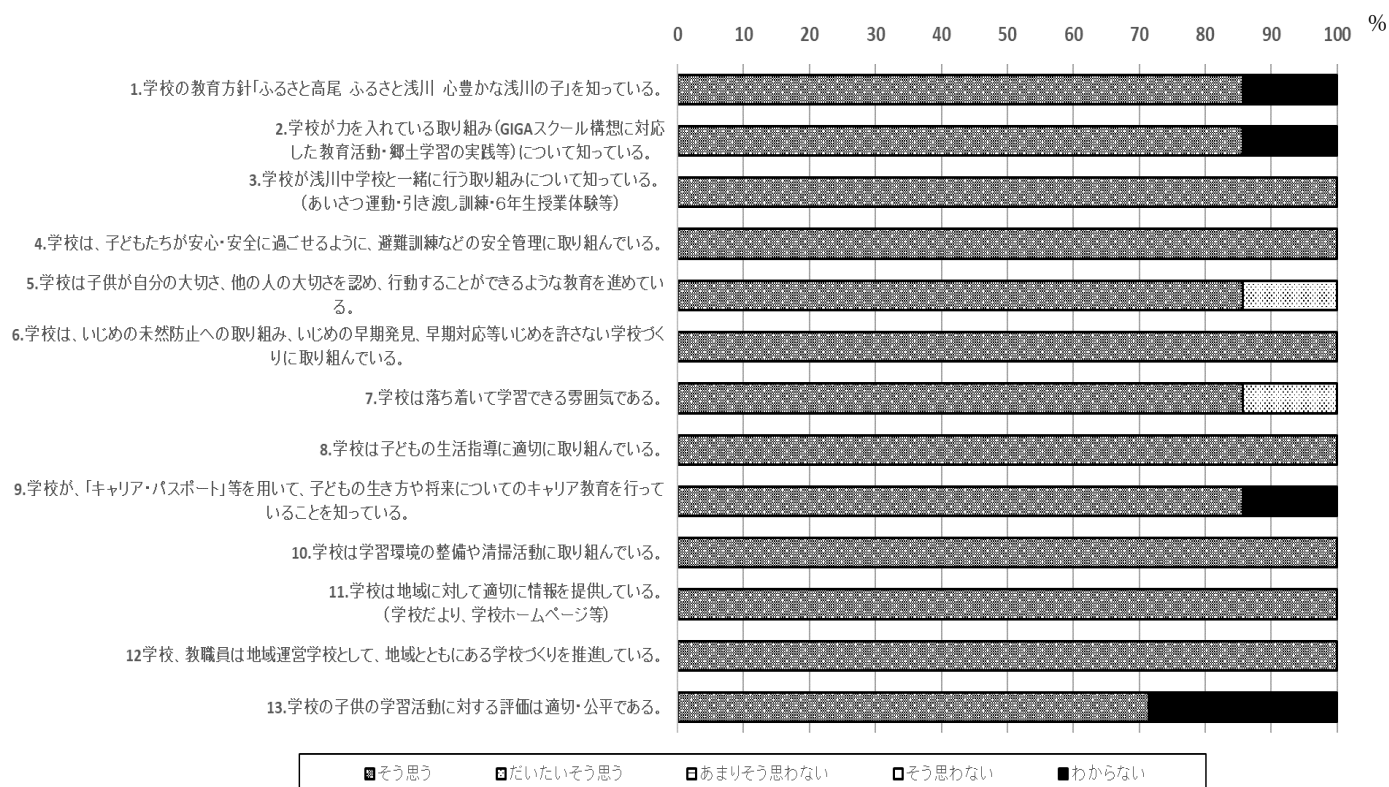 %
0 10 20 30 40 50 60 70 80 90 100
1.学校の教育方針「ふるさと高尾 ふるさと浅川 心豊かな浅川の子」を知っている。
2.学校が力を入れている取り組み(GIGAスクール構想に対応
した教育活動・郷土学習の実践等)について知っている。
3.学校が浅川中学校と一緒に行う取り組みについて知っている。
(あいさつ運動・引き渡し訓練・6年生授業体験等)
4.学校は、子どもたちが安心・安全に過ごせるように、避難訓練などの安全管理に取り組んでいる。
5.学校は子供が自分の大切さ、他の人の大切さを認め、行動することができるような教育を進めてい
る。
6.学校は、いじめの未然防止への取り組み、いじめの早期発見、早期対応等いじめを許さない学校づく
りに取り組んでいる。
7.学校は落ち着いて学習できる雰囲気である。
8.学校は子どもの生活指導に適切に取り組んでいる。
9.学校が、「キャリア・パスポート」等を用いて、子どもの生き方や将来についてのキャリア教育を行って
いることを知っている。
10.学校は学習環境の整備や清掃活動に取り組んでいる。
11.学校は地域に対して適切に情報を提供している。
(学校だより、学校ホームページ等)
12学校、教職員は地域運営学校として、地域とともにある学校づくりを推進している。
13.学校の子供の学習活動に対する評価は適切・公平である。
そう思う だいたいそう思う あまりそう思わない そう思わない わからない